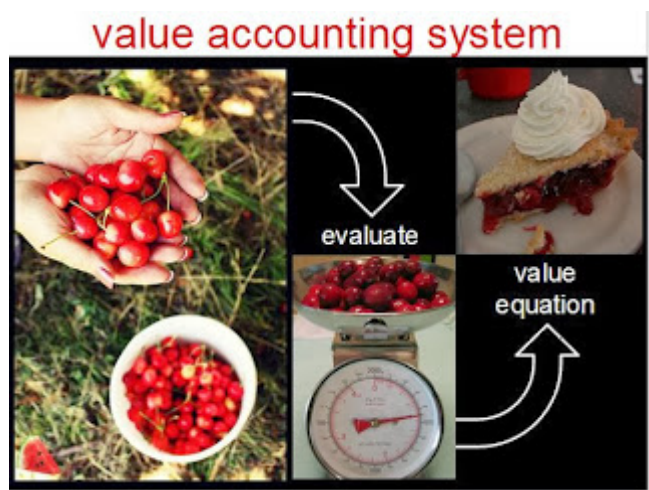 value accounting system
evaluate
value
equation